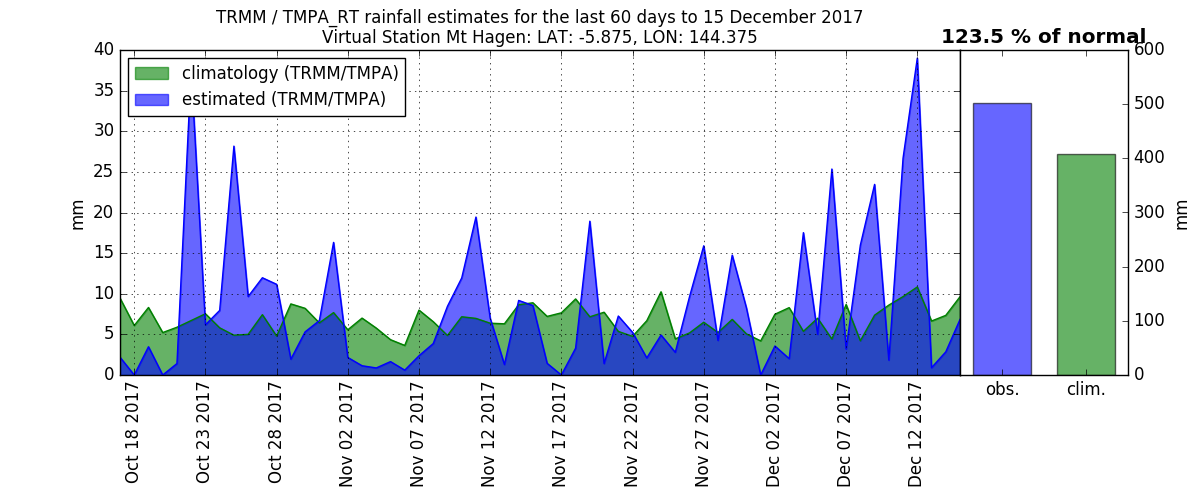 TRMM / TMPA_RT rainfall estimates for the last 60 days to 15 December 2017
Virtual Station Mt Hagen: LAT: -5.875, LON: 144.375
123.5 % of normal
climatology (TRMM/TMPA)
estimated (TRMM/TMPA)
mm
40
35
30
25
20
15
10
5
0
Oct 18 2017
Oct 23 2017
Oct 28 2017
Nov 02 2017
Nov 07 2017
Nov 12 2017
Nov 17 2017
Nov 22 2017
Nov 27 2017
Dec 02 2017
Dec 07 2017
Dec 12 2017
600
500
400
300
200
100
0
mm
obs.
clim.